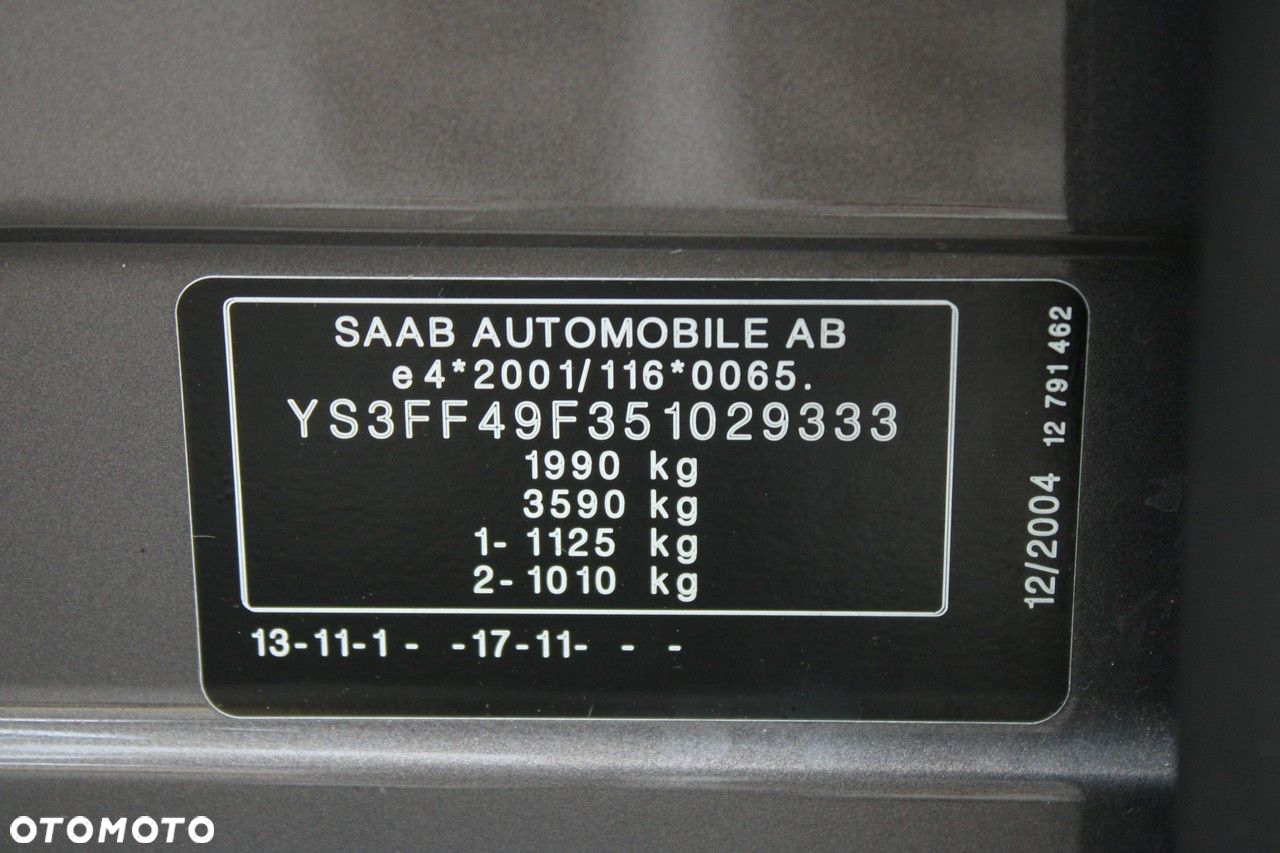 SAAB AUTOMOBILE AB
e4*2001/116*0065.
YS3FF49F351029333
1990 kg
3590 kg
1- 1125 kg
2- 1010 kg
13-11-1 - -17-11- - -
12/2004 12 791 462
OTOMOTO